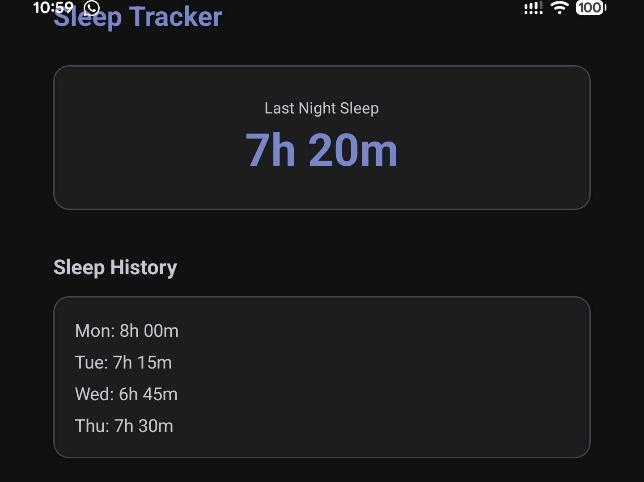 10:59
100
Sleep Tracker
Last Night Sleep
7h 20m
Sleep History
Mon: 8h 00m
Tue: 7h 15m
Wed: 6h 45m
Thu: 7h 30m